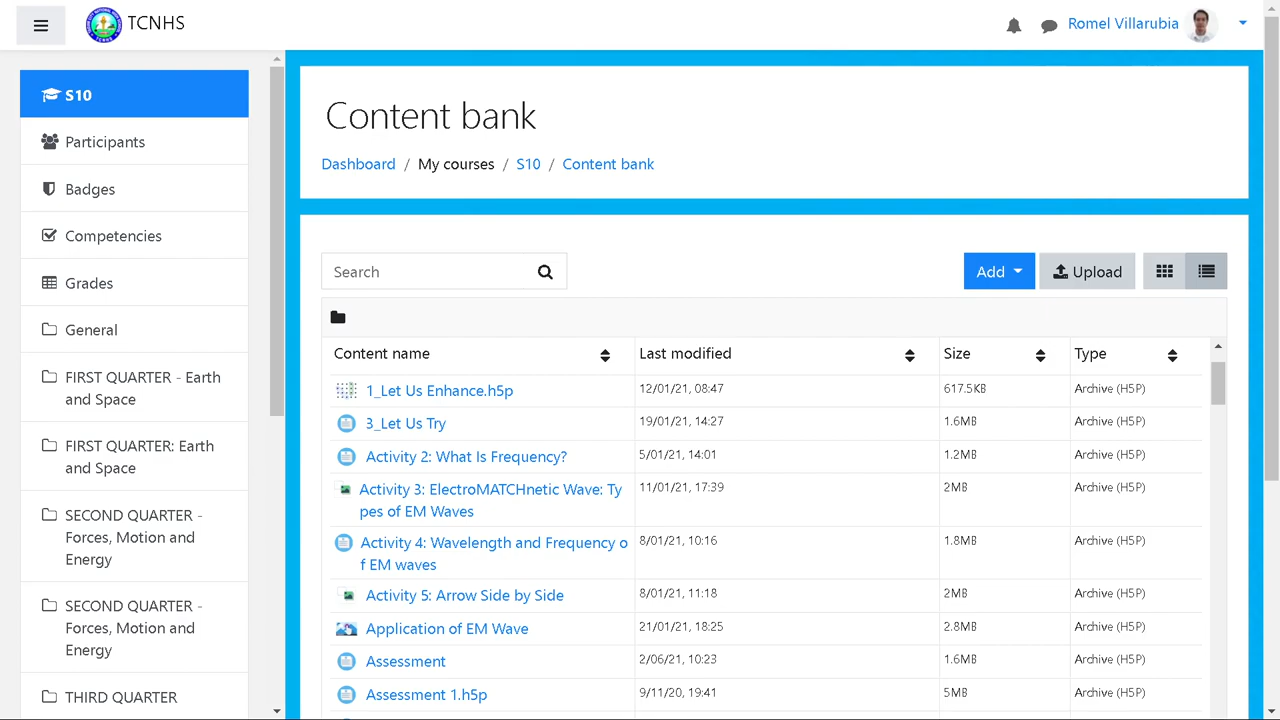 TCNHS
Romel Villarubia
S10
Participants
Badges
Competencies
Grades
General
FIRST QUARTER - Earth
and Space
FIRST QUARTER: Earth
and Space
SECOND QUARTER -
Forces, Motion and
Energy
SECOND QUARTER -
Forces, Motion and
Energy
THIRD QUARTER
Content bank
Dashboard / My courses / S10 / Content bank
Search
Add
Upload
Content name Last modified Size Type
1_Let Us Enhance.h5p 12/01/21, 08:47 617.5KB Archive (H5P)
3_Let Us Try 19/01/21, 14:27 1.6MB Archive (H5P)
Activity 2: What Is Frequency? 5/01/21, 14:01 1.2MB Archive (H5P)
Activity 3: ElectroMATCHnetic Wave: Ty 11/01/21, 17:39 2MB Archive (H5P)
pes of EM Waves
Activity 4: Wavelength and Frequency o 8/01/21, 10:16 1.8MB Archive (H5P)
f EM waves
Activity 5: Arrow Side by Side 8/01/21, 11:18 2MB Archive (H5P)
Application of EM Wave 21/01/21, 18:25 2.8MB Archive (H5P)
Assessment 2/06/21, 10:23 1.6MB Archive (H5P)
Assessment 1.h5p 9/11/20, 19:41 5MB Archive (H5P)